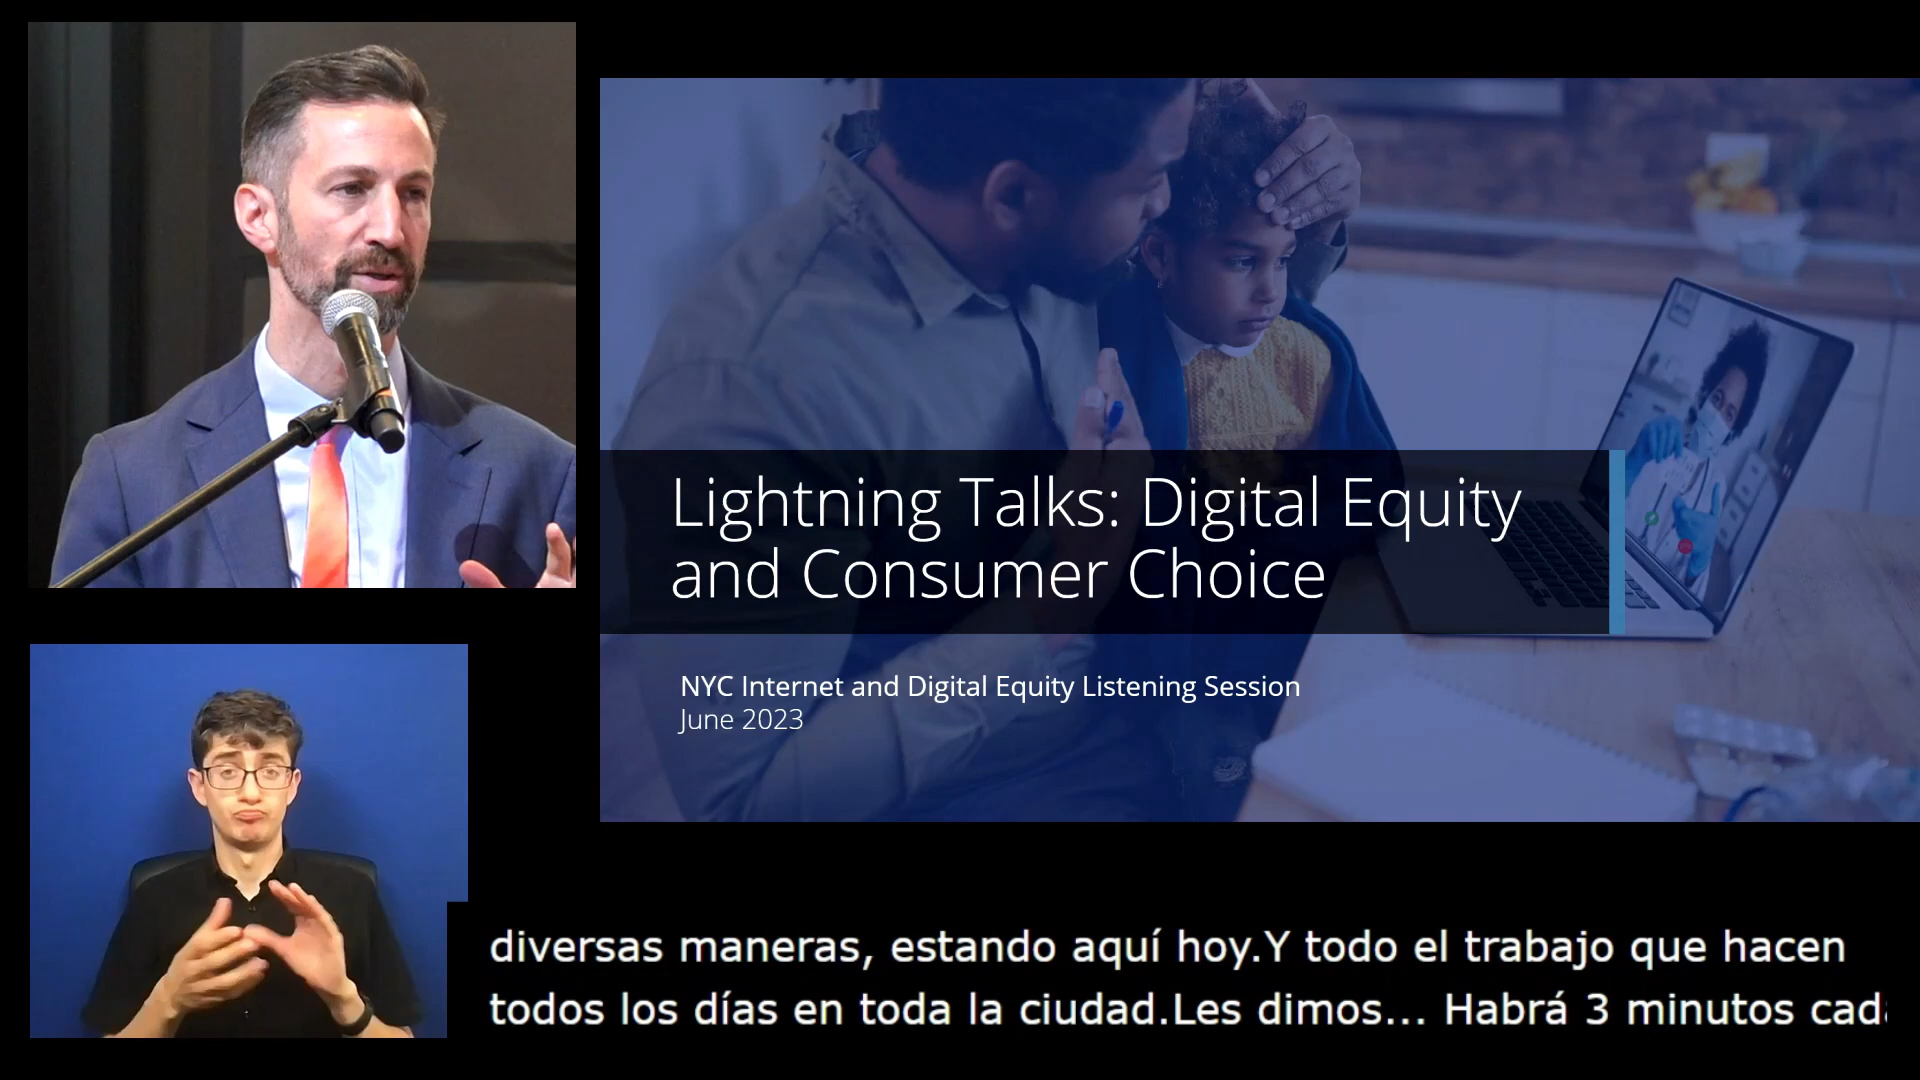 Lightning Talks: Digital Equity
and Consumer Choice
NYC Internet and Digital Equity Listening Session
June 2023
diversas maneras, estando aquí hoy.Y todo el trabajo que hacen
todos los días en toda la ciudad.Les dimos... Habrá 3 minutos